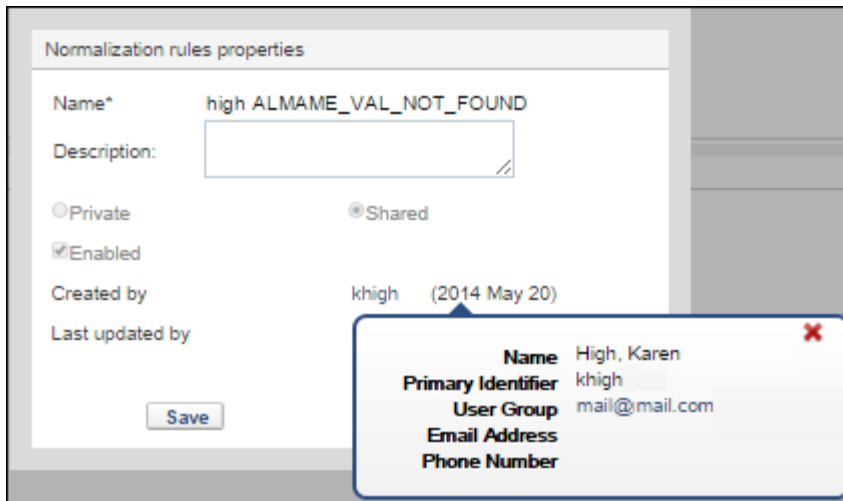 Normalization rules properties
Name* high ALMAME_VAL_NOT_FOUND
Description:
Private Shared
Enabled
Created by khigh (2014 May 20)
Last updated by
Name High, Karen
Primary Identifier khigh
User Group mail@mail.com
Email Address
Phone Number
Save